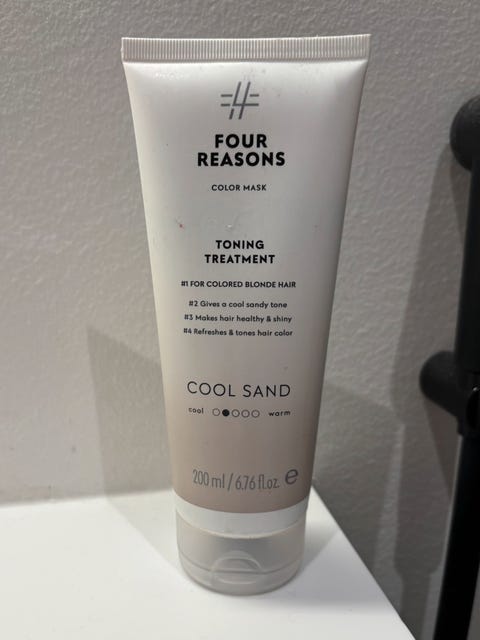 FOUR
REASONS
COLOR MASK
TONING
TREATMENT
#1 FOR COLORED BLONDE HAIR
#2 Gives a cool sandy tone
#3 Makes hair healthy & shiny
#4 Refreshes & tones hair color
COOL SAND
cool ○●○○○ warm
200 ml / 6.76 fl.oz. ℮